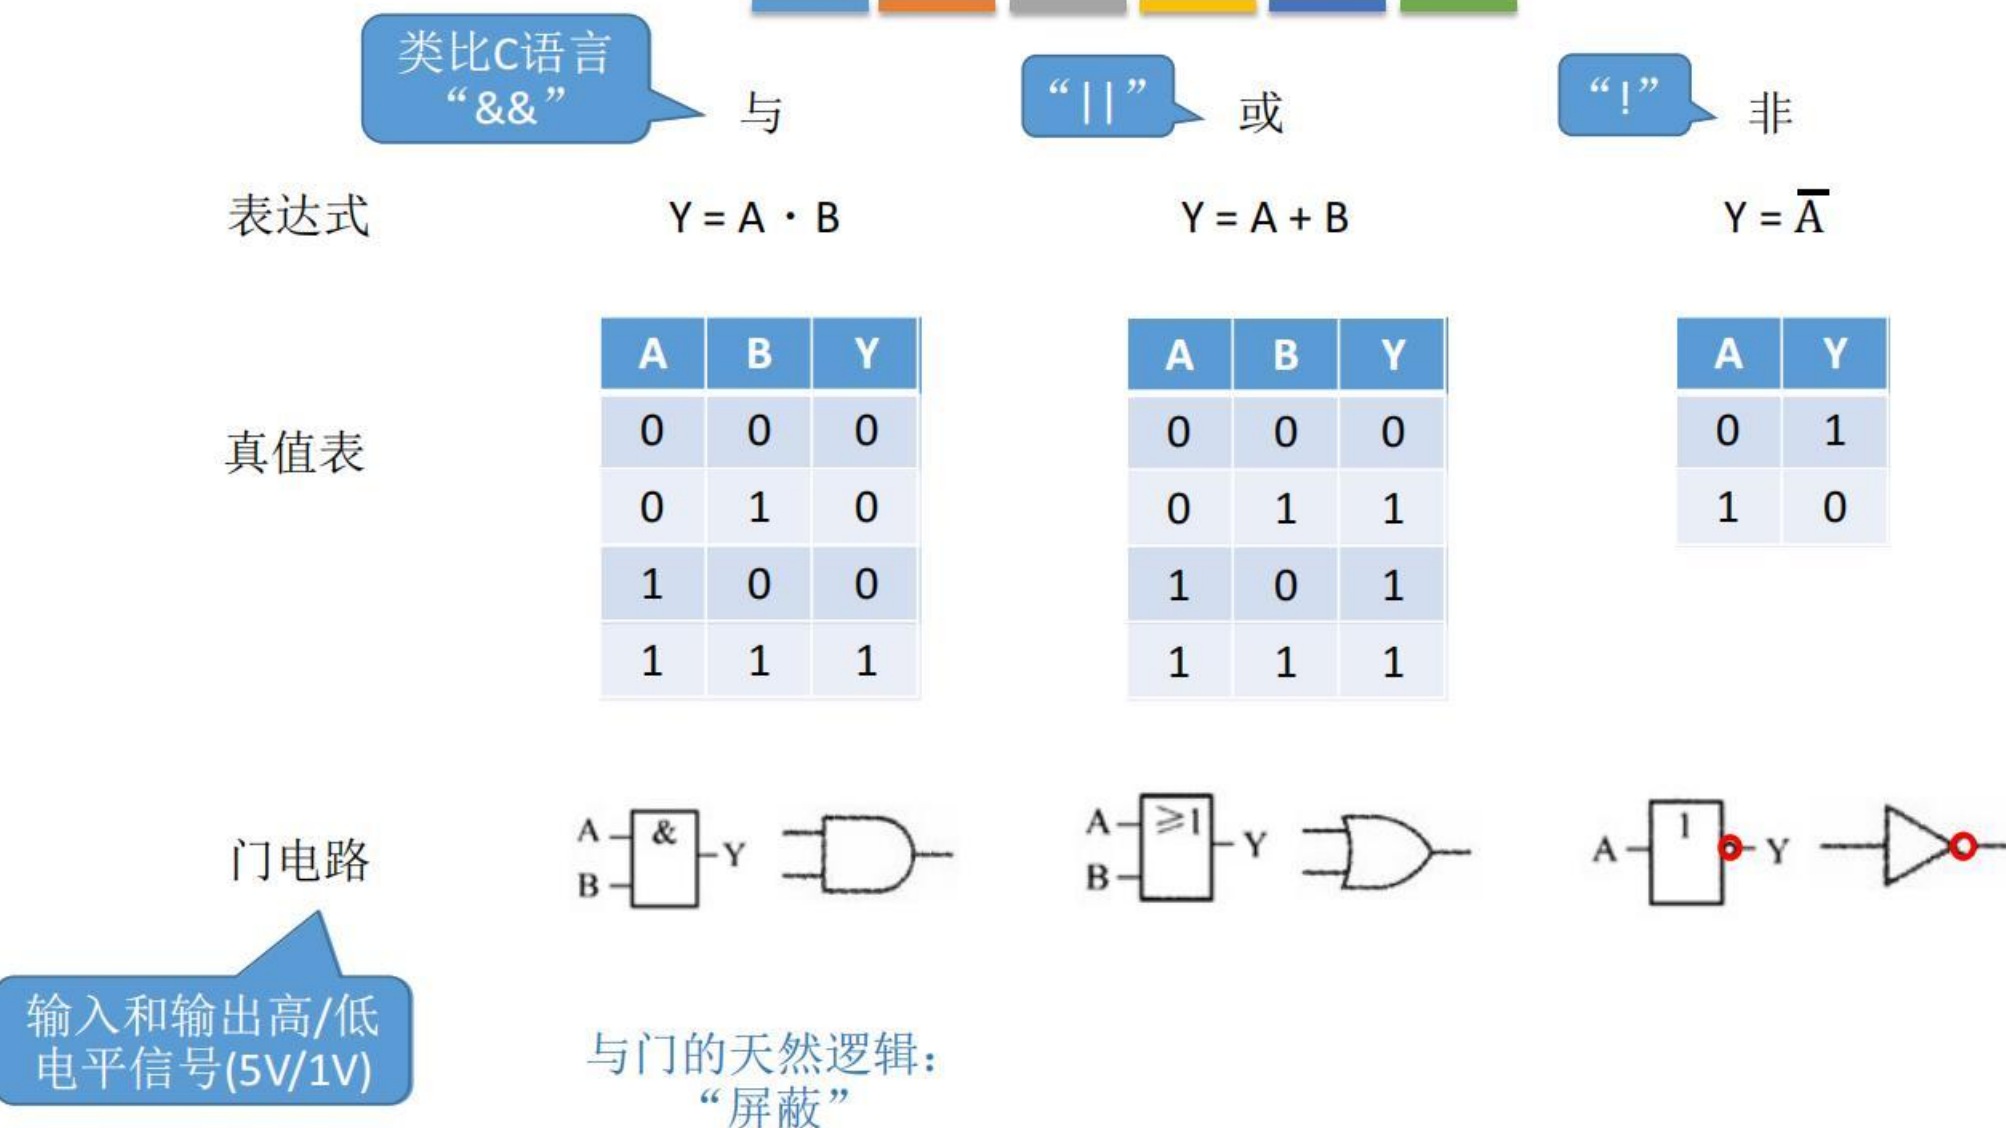 类比C语言
“&&”
与
“||”
或
“!”
非
表达式
Y = A · B
Y = A + B
Y = A̅
真值表
A B Y
0 0 0
0 1 0
1 0 0
1 1 1
A B Y
0 0 0
0 1 1
1 0 1
1 1 1
A Y
0 1
1 0
门电路
A
&
Y
B
A
≥1
Y
B
A
1
Y
输入和输出高/低
电平信号(5V/1V)
与门的天然逻辑：
“屏蔽”